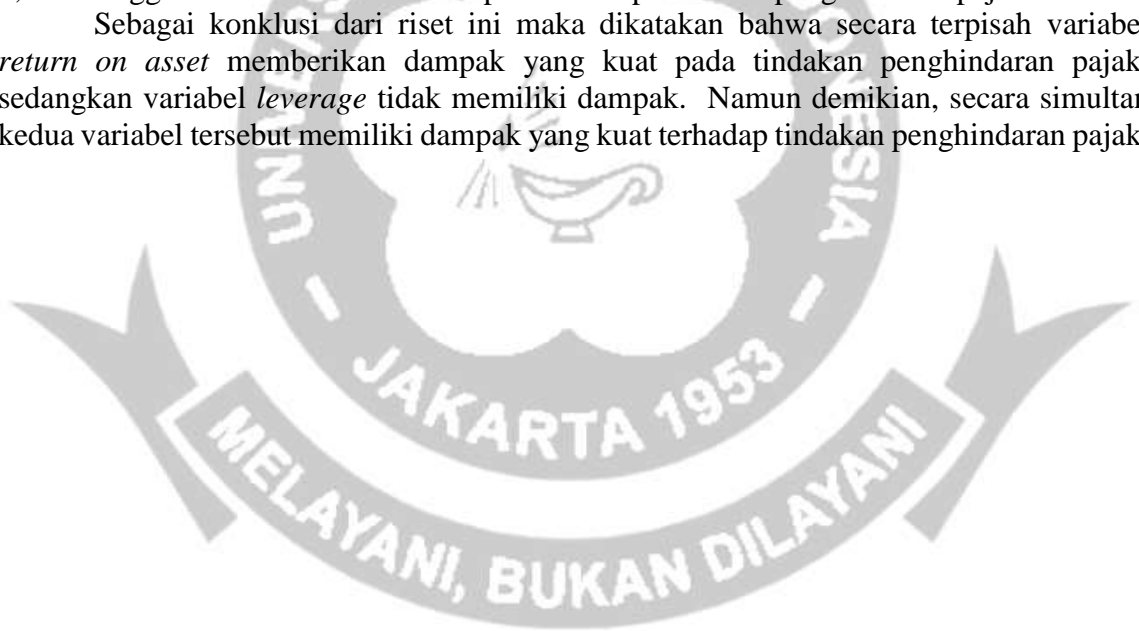 Sebagai konklusi dari riset ini maka dikatakan bahwa secara terpisah variabe
return on asset memberikan dampak yang kuat pada tindakan penghindaran pajak
sedangkan variabel leverage tidak memiliki dampak. Namun demikian, secara simultan
kedua variabel tersebut memiliki dampak yang kuat terhadap tindakan penghindaran pajak
JAKARTA 1953
MELAYANI, BUKAN DILAYANI